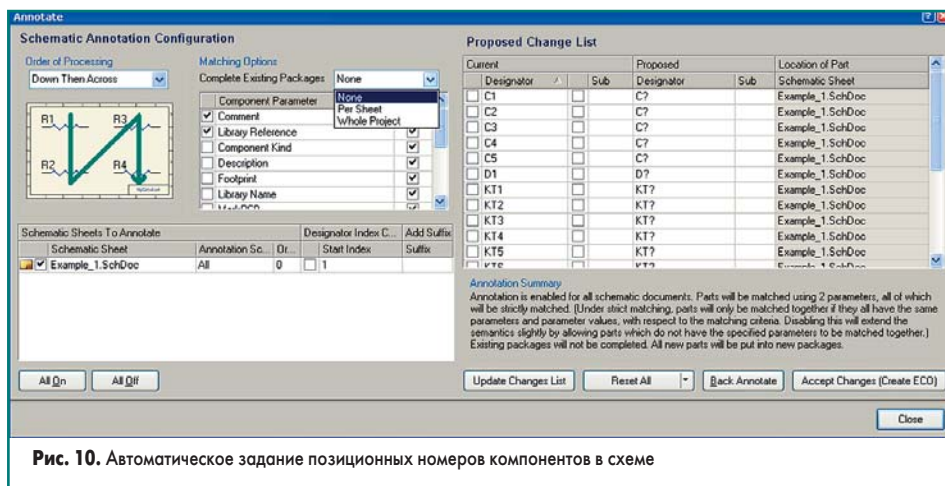 Annotate
Schematic Annotation Configuration
Order of Processing
Down Then Across
R1
R3
R2
R4
Matching Options
Complete Existing Packages
None
None
Per Sheet
Whole Project
Component Parameter
Comment
Library Reference
Component Kind
Description
Footprint
Library Name
Schematic Sheets To Annotate
Designator Index C...
Add Suffix
Schematic Sheet
Annotation Sc...
Or...
Start Index
Suffix
Example_1.SchDoc
All
0
1
All On
All Off
Proposed Change List
Current
Proposed
Location of Part
Designator
Sub
Designator
Sub
Schematic Sheet
C1 C? Example_1.SchDoc
C2 C? Example_1.SchDoc
C3 C? Example_1.SchDoc
C4 C? Example_1.SchDoc
C5 C? Example_1.SchDoc
D1 D? Example_1.SchDoc
KT1 KT? Example_1.SchDoc
KT2 KT? Example_1.SchDoc
KT3 KT? Example_1.SchDoc
KT4 KT? Example_1.SchDoc
KT5 KT? Example_1.SchDoc
Annotation Summary
Annotation is enabled for all schematic documents. Parts will be matched using 2 parameters, all of which
will be strictly matched. (Under strict matching, parts will only be matched together if they all have the same
parameters and parameter values, with respect to the matching criteria. Disabling this will extend the
semantics slightly by allowing parts which do not have the specified parameters to be matched together.)
Existing packages will not be completed. All new parts will be put into new packages.
Update Changes List
Reset All
Back Annotate
Accept Changes (Create ECO)
Close
Рис. 10. Автоматическое задание позиционных номеров компонентов в схеме